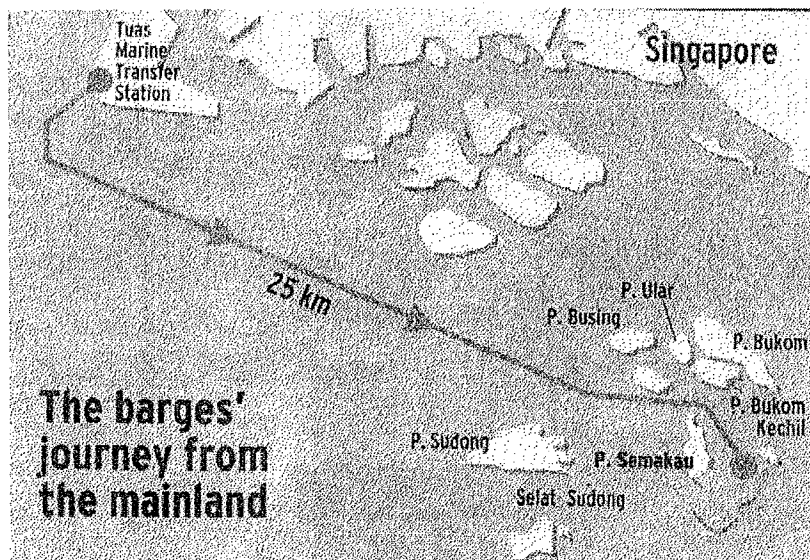 Tuas
Marine
Transfer
Station
Singapore
25 km
P. Ular
P. Busing
P. Bukom
P. Bukom
Kechil
The barges'
journey from
the mainland
P. Sudong
P. Semakau
Selat Sudong